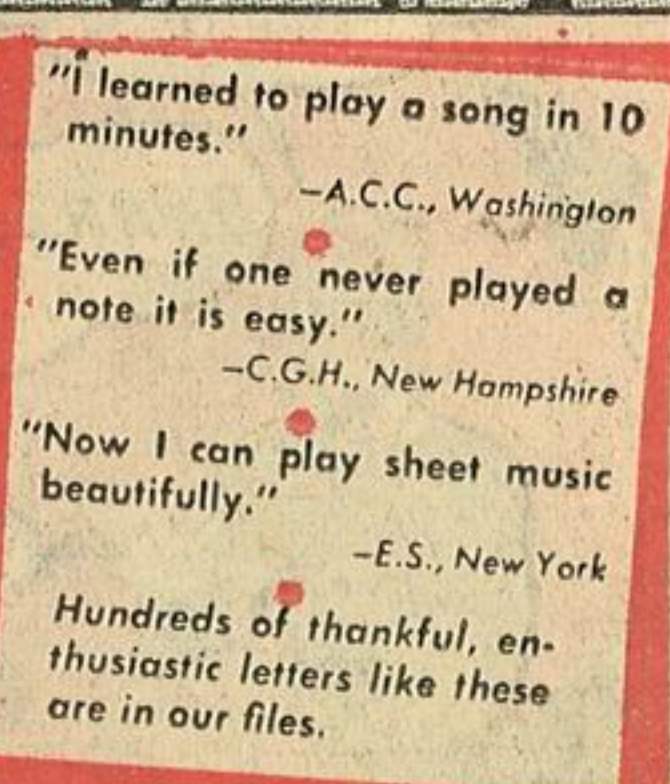 "I learned to play a song in 10
minutes."
—A.C.C., Washington
"Even if one never played a
note it is easy."
—C.G.H., New Hampshire
"Now I can play sheet music
beautifully."
—E.S., New York
Hundreds of thankful, en-
thusiastic letters like these
are in our files.